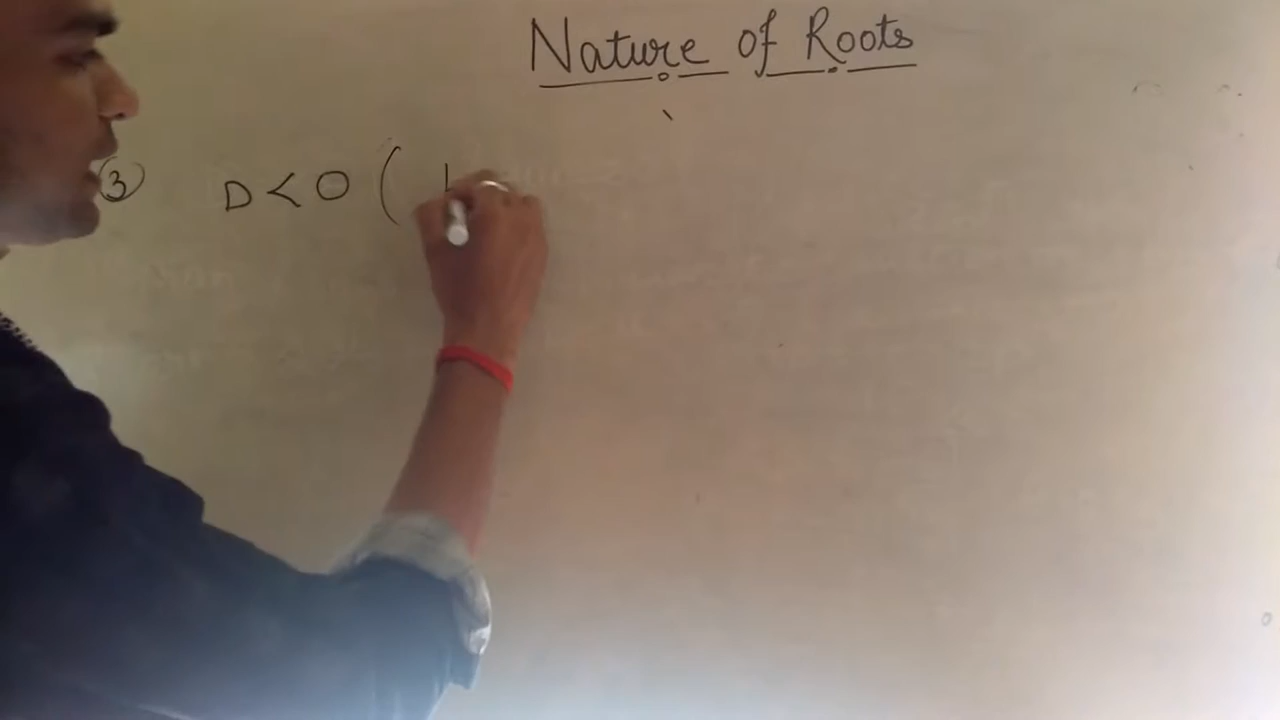 Nature of Roots
(3) D < 0 (